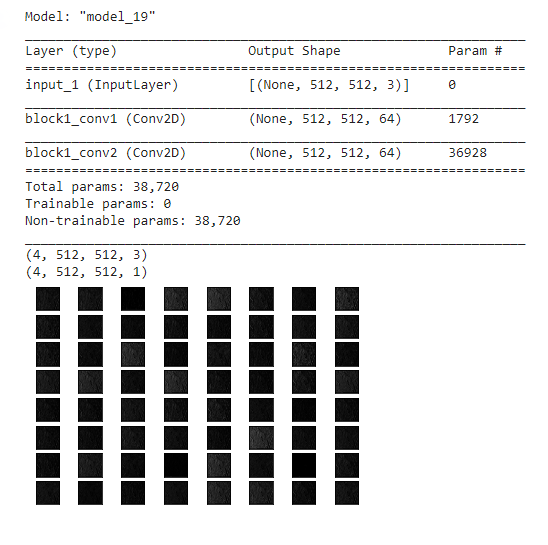 Model: "model_19"
Layer (type) Output Shape Param #
input_1 (InputLayer) [(None, 512, 512, 3)] 0
block1_conv1 (Conv2D) (None, 512, 512, 64) 1792
block1_conv2 (Conv2D) (None, 512, 512, 64) 36928
Total params: 38,720
Trainable params: 0
Non-trainable params: 38,720
(4, 512, 512, 3)
(4, 512, 512, 1)